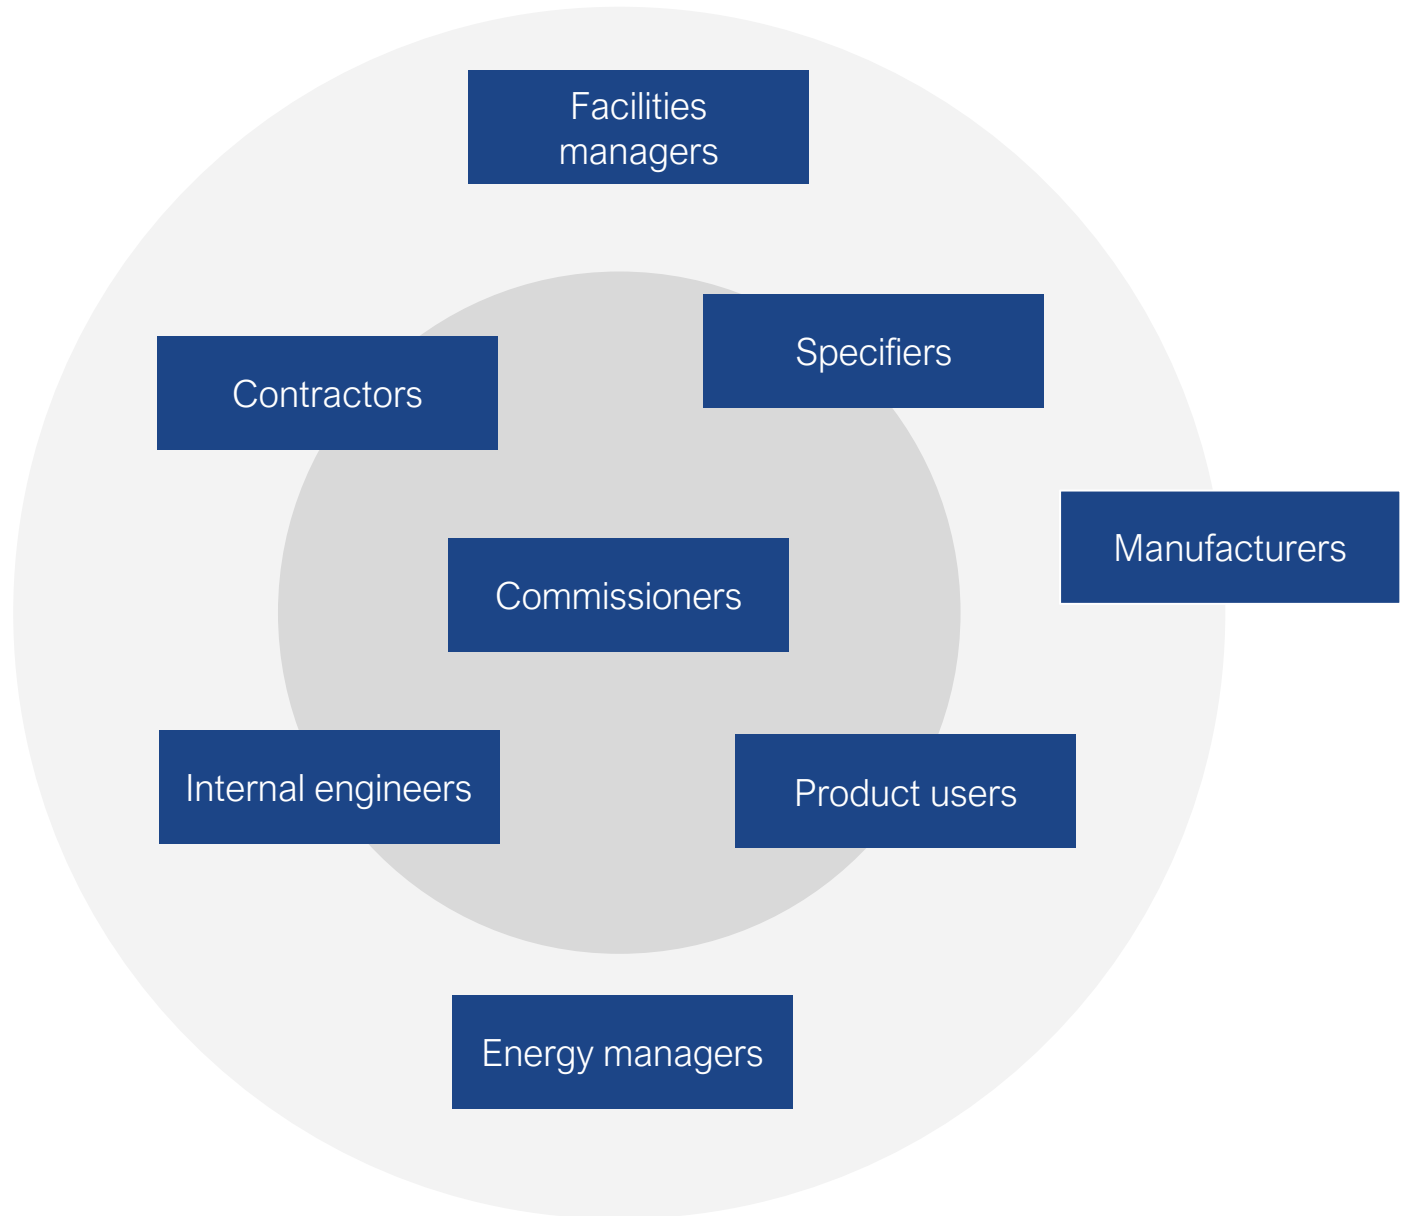 Facilities
managers
Specifiers
Contractors
Manufacturers
Commissioners
Internal engineers
Product users
Energy managers